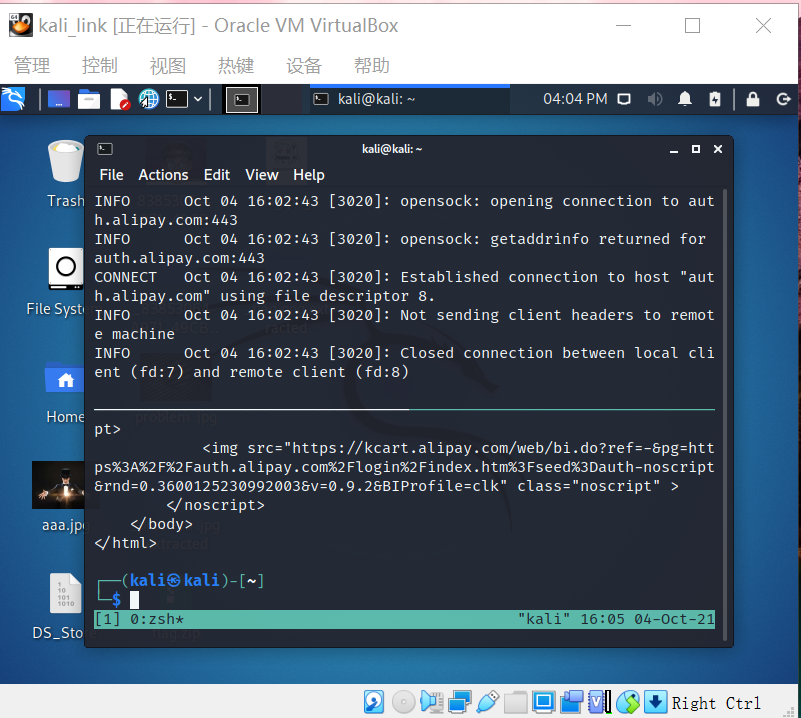 kali_link [正在运行] - Oracle VM VirtualBox
管理 控制 视图 热键 设备 帮助
kali@kali: ~ 04:04 PM
kali@kali:~
File Actions Edit View Help
Trash
File Syste
Home
aaa.jpg
DS_Store
INFO Oct 04 16:02:43 [3020]: opensock: opening connection to aut
h.alipay.com:443
INFO Oct 04 16:02:43 [3020]: opensock: getaddrinfo returned for
auth.alipay.com:443
CONNECT Oct 04 16:02:43 [3020]: Established connection to host "aut
h.alipay.com" using file descriptor 8.
INFO Oct 04 16:02:43 [3020]: Not sending client headers to remot
e machine
INFO Oct 04 16:02:43 [3020]: Closed connection between local cli
ent (fd:7) and remote client (fd:8)
pt>
<img src="https://kcart.alipay.com/web/bi.do?ref=-&pg=htt
ps%3A%2F%2Fauth.alipay.com%2Flogin%2Findex.htm%3Fseed%3Dauth-noscript
&rnd=0.3600125230992003&v=0.9.2&BIProfile=clk" class="noscript" >
</noscript>
</body>
</html>
(kali㉿kali)-[~]
$
[1] 0:zsh* "kali" 16:05 04-Oct-21
Right Ctrl